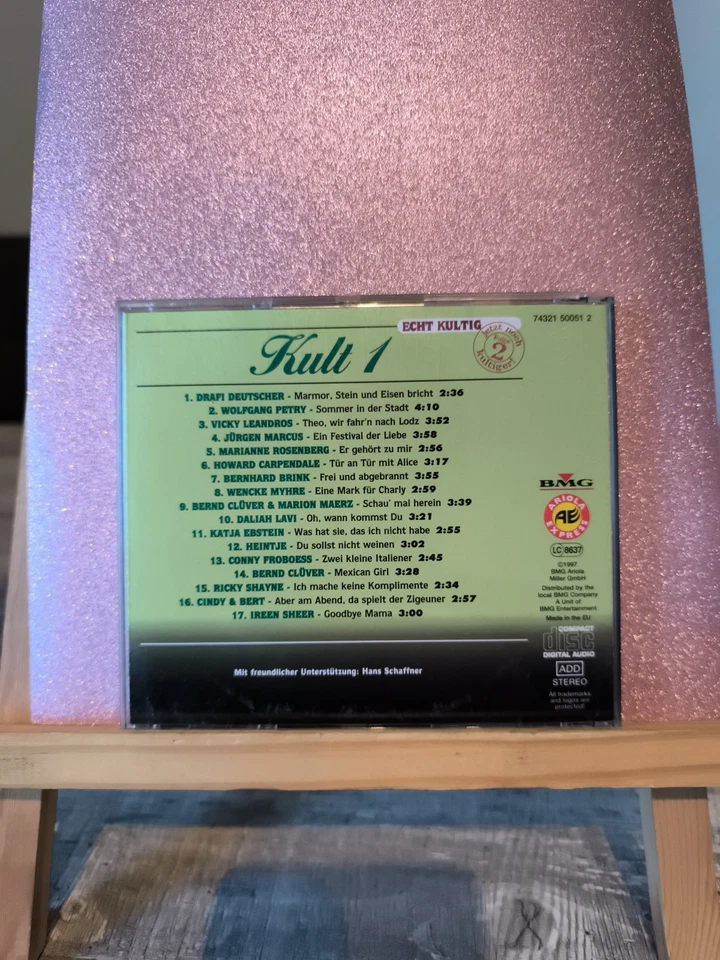 ECHT KULTIG
74321 50051 2
Kult 1
jetzt noch
2
kultiger!
1. DRAFI DEUTSCHER - Marmor, Stein und Eisen bricht 2:36
2. WOLFGANG PETRY - Sommer in der Stadt 4:10
3. VICKY LEANDROS - Theo, wir fahr'n nach Lodz 3:52
4. JÜRGEN MARCUS - Ein Festival der Liebe 3:58
5. MARIANNE ROSENBERG - Er gehört zu mir 2:56
6. HOWARD CARPENDALE - Tür an Tür mit Alice 3:17
7. BERNHARD BRINK - Frei und abgebrannt 3:55
8. WENCKE MYHRE - Eine Mark für Charly 2:59
9. BERND CLÜVER & MARION MAERZ - Schau' mal herein 3:39
10. DALIAH LAVI - Oh, wann kommst Du 3:21
11. KATJA EBSTEIN - Was hat sie, das ich nicht habe 2:55
12. HEINTJE - Du sollst nicht weinen 3:02
13. CONNY FROBOESS - Zwei kleine Italiener 2:45
14. BERND CLÜVER - Mexican Girl 3:28
15. RICKY SHAYNE - Ich mache keine Komplimente 2:34
16. CINDY & BERT - Aber am Abend, da spielt der Zigeuner 2:57
17. IREEN SHEER - Goodbye Mama 3:00
Mit freundlicher Unterstützung: Hans Schaffner
BMG
ARIOLA
AE
EXPRESS
LC 8637
©1997
BMG Ariola
Miller GmbH
Distributed by the
local BMG Company
A Unit of
BMG Entertainment
Made in the EU
COMPACT
disc
DIGITAL AUDIO
ADD
STEREO
All trademarks
and logos are
protected!
X